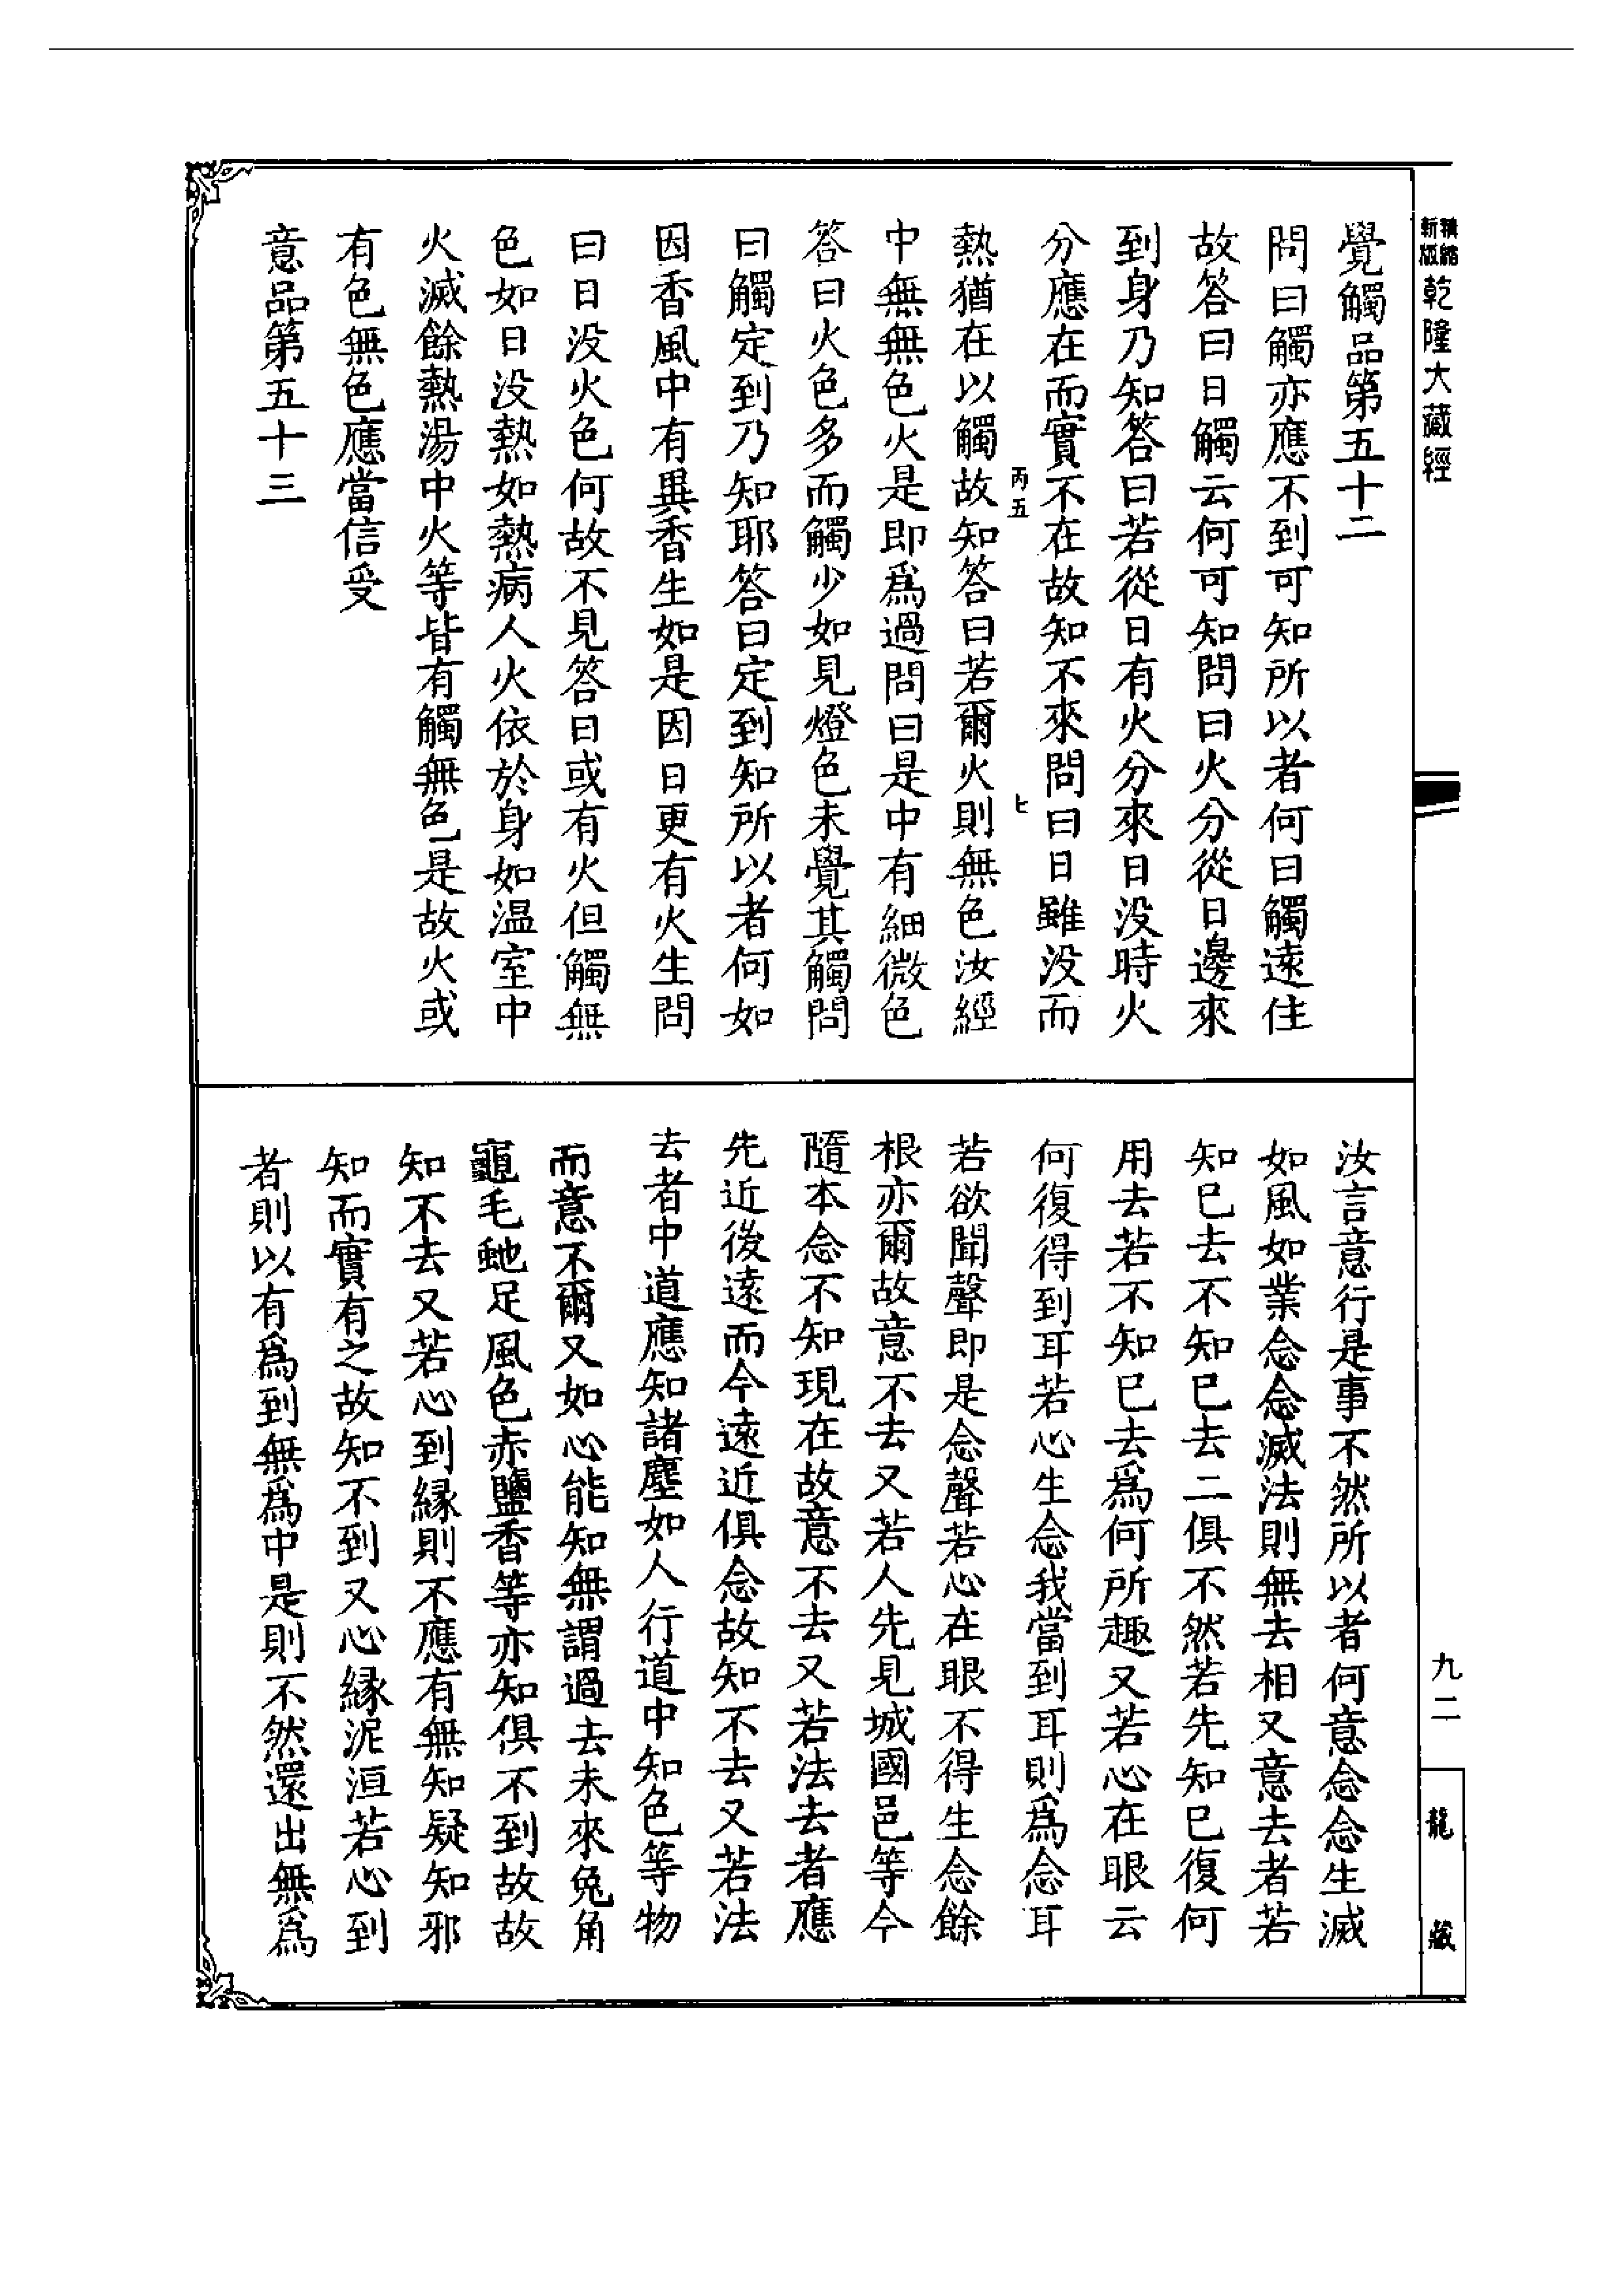 新版精縮乾隆大藏經
覺觸品第五十二
問曰觸亦應不到可知所以者何曰觸遠住
故答曰日觸云何可知問曰火分從日邊來
到身乃知答曰若從日有火分來日没時火
分應在而實不在故知不來問曰日雖没而
丙五
七
熱猶在以觸故知答曰若爾火則無色汝經
中無無色火是即爲過問曰是中有細微色
答曰火色多而觸少如見燈色未覺其觸問
曰觸定到乃知耶答曰定到知所以者何如
因香風中有異香生如是因日更有火生問
曰日没火色何故不見答曰或有火但觸無
色如日没熱如熱病人火依於身如温室中
火滅餘熱湯中火等皆有觸無色是故火或
有色無色應當信受
意品第五十三
汝言意行是事不然所以者何意念念生滅
如風如業念念滅法則無去相又意去者若
知已去不知已去二俱不然若先知已復何
用去若不知已去爲何所趣又若心在眼云
何復得到耳若心生念我當到耳則爲念耳
若欲聞聲即是念聲若心在眼不得生念餘
根亦爾故意不去又若人先見城國邑等今
隨本念不知現在故意不去又若法去者應
先近後遠而今遠近俱念故知不去又若法
去者中道應知諸塵如人行道中知色等物
而意不爾又如心能知無謂過去未來兔角
龜毛虵足風色赤鹽香等亦知俱不到故故
知不去又若心到縁則不應有無知疑知邪
知而實有之故知不到又心縁泥洹若心到
者則以有爲到無爲中是則不然還出無爲
九二
龍藏